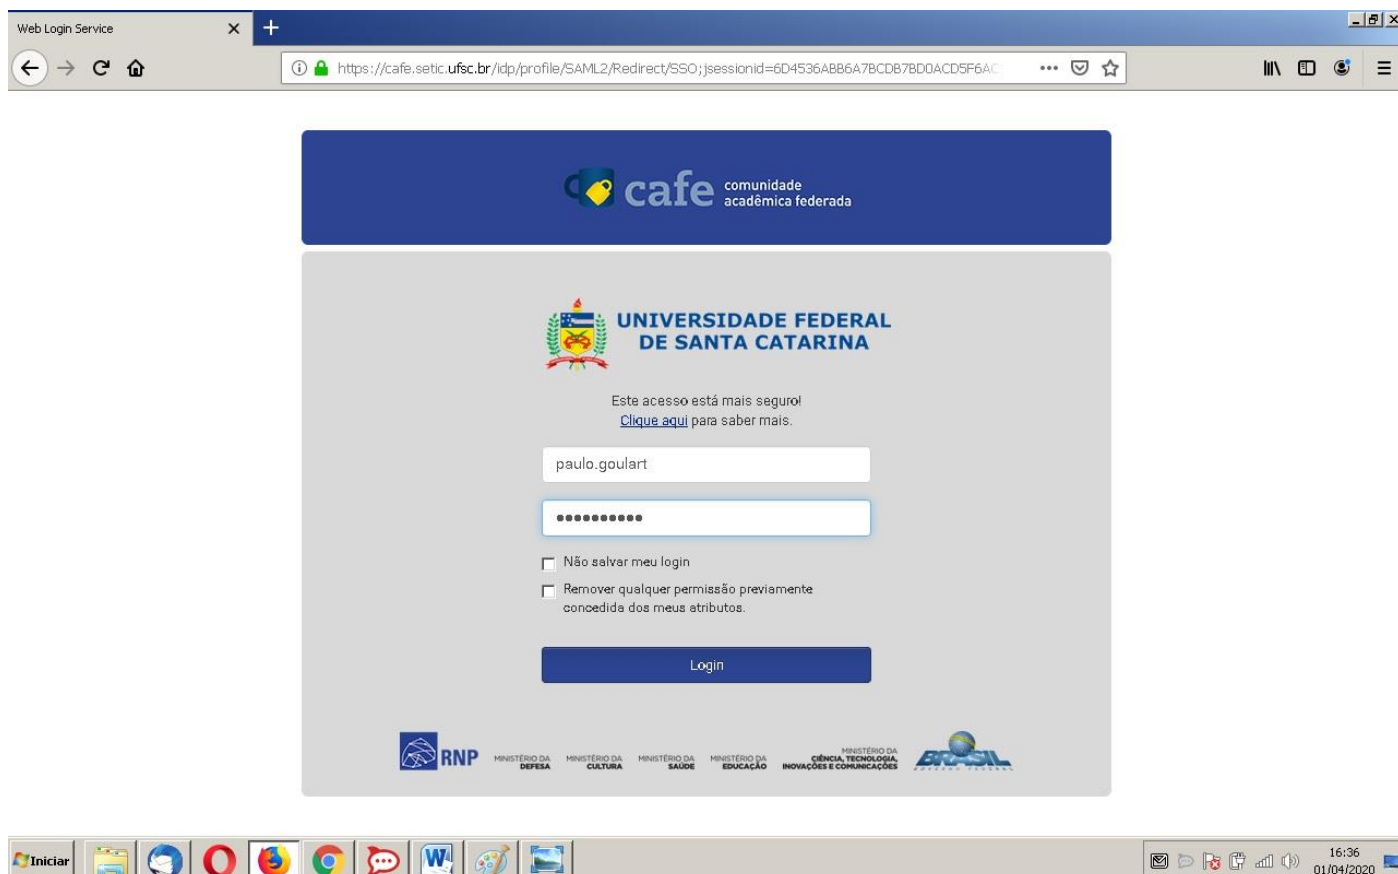 Web Login Service
https://cafe.setic.ufsc.br/idp/profile/SAML2/Redirect/SSO;jsessionid=6D4536ABB6A7BCDB7BD0ACD5F6AC
cafe comunidade
acadêmica federada
UNIVERSIDADE FEDERAL
DE SANTA CATARINA
Este acesso está mais seguro!
Clique aqui para saber mais.
paulo.goulart
••••••••••
Não salvar meu login
Remover qualquer permissão previamente
concedida dos meus atributos.
Login
RNP
MINISTÉRIO DA
DEFESA
MINISTÉRIO DA
CULTURA
MINISTÉRIO DA
SAÚDE
MINISTÉRIO DA
EDUCAÇÃO
MINISTÉRIO DA
CIÊNCIA, TECNOLOGIA,
INOVAÇÕES E COMUNICAÇÕES
BRASIL
GOVERNO FEDERAL
Iniciar
16:36
01/04/2020